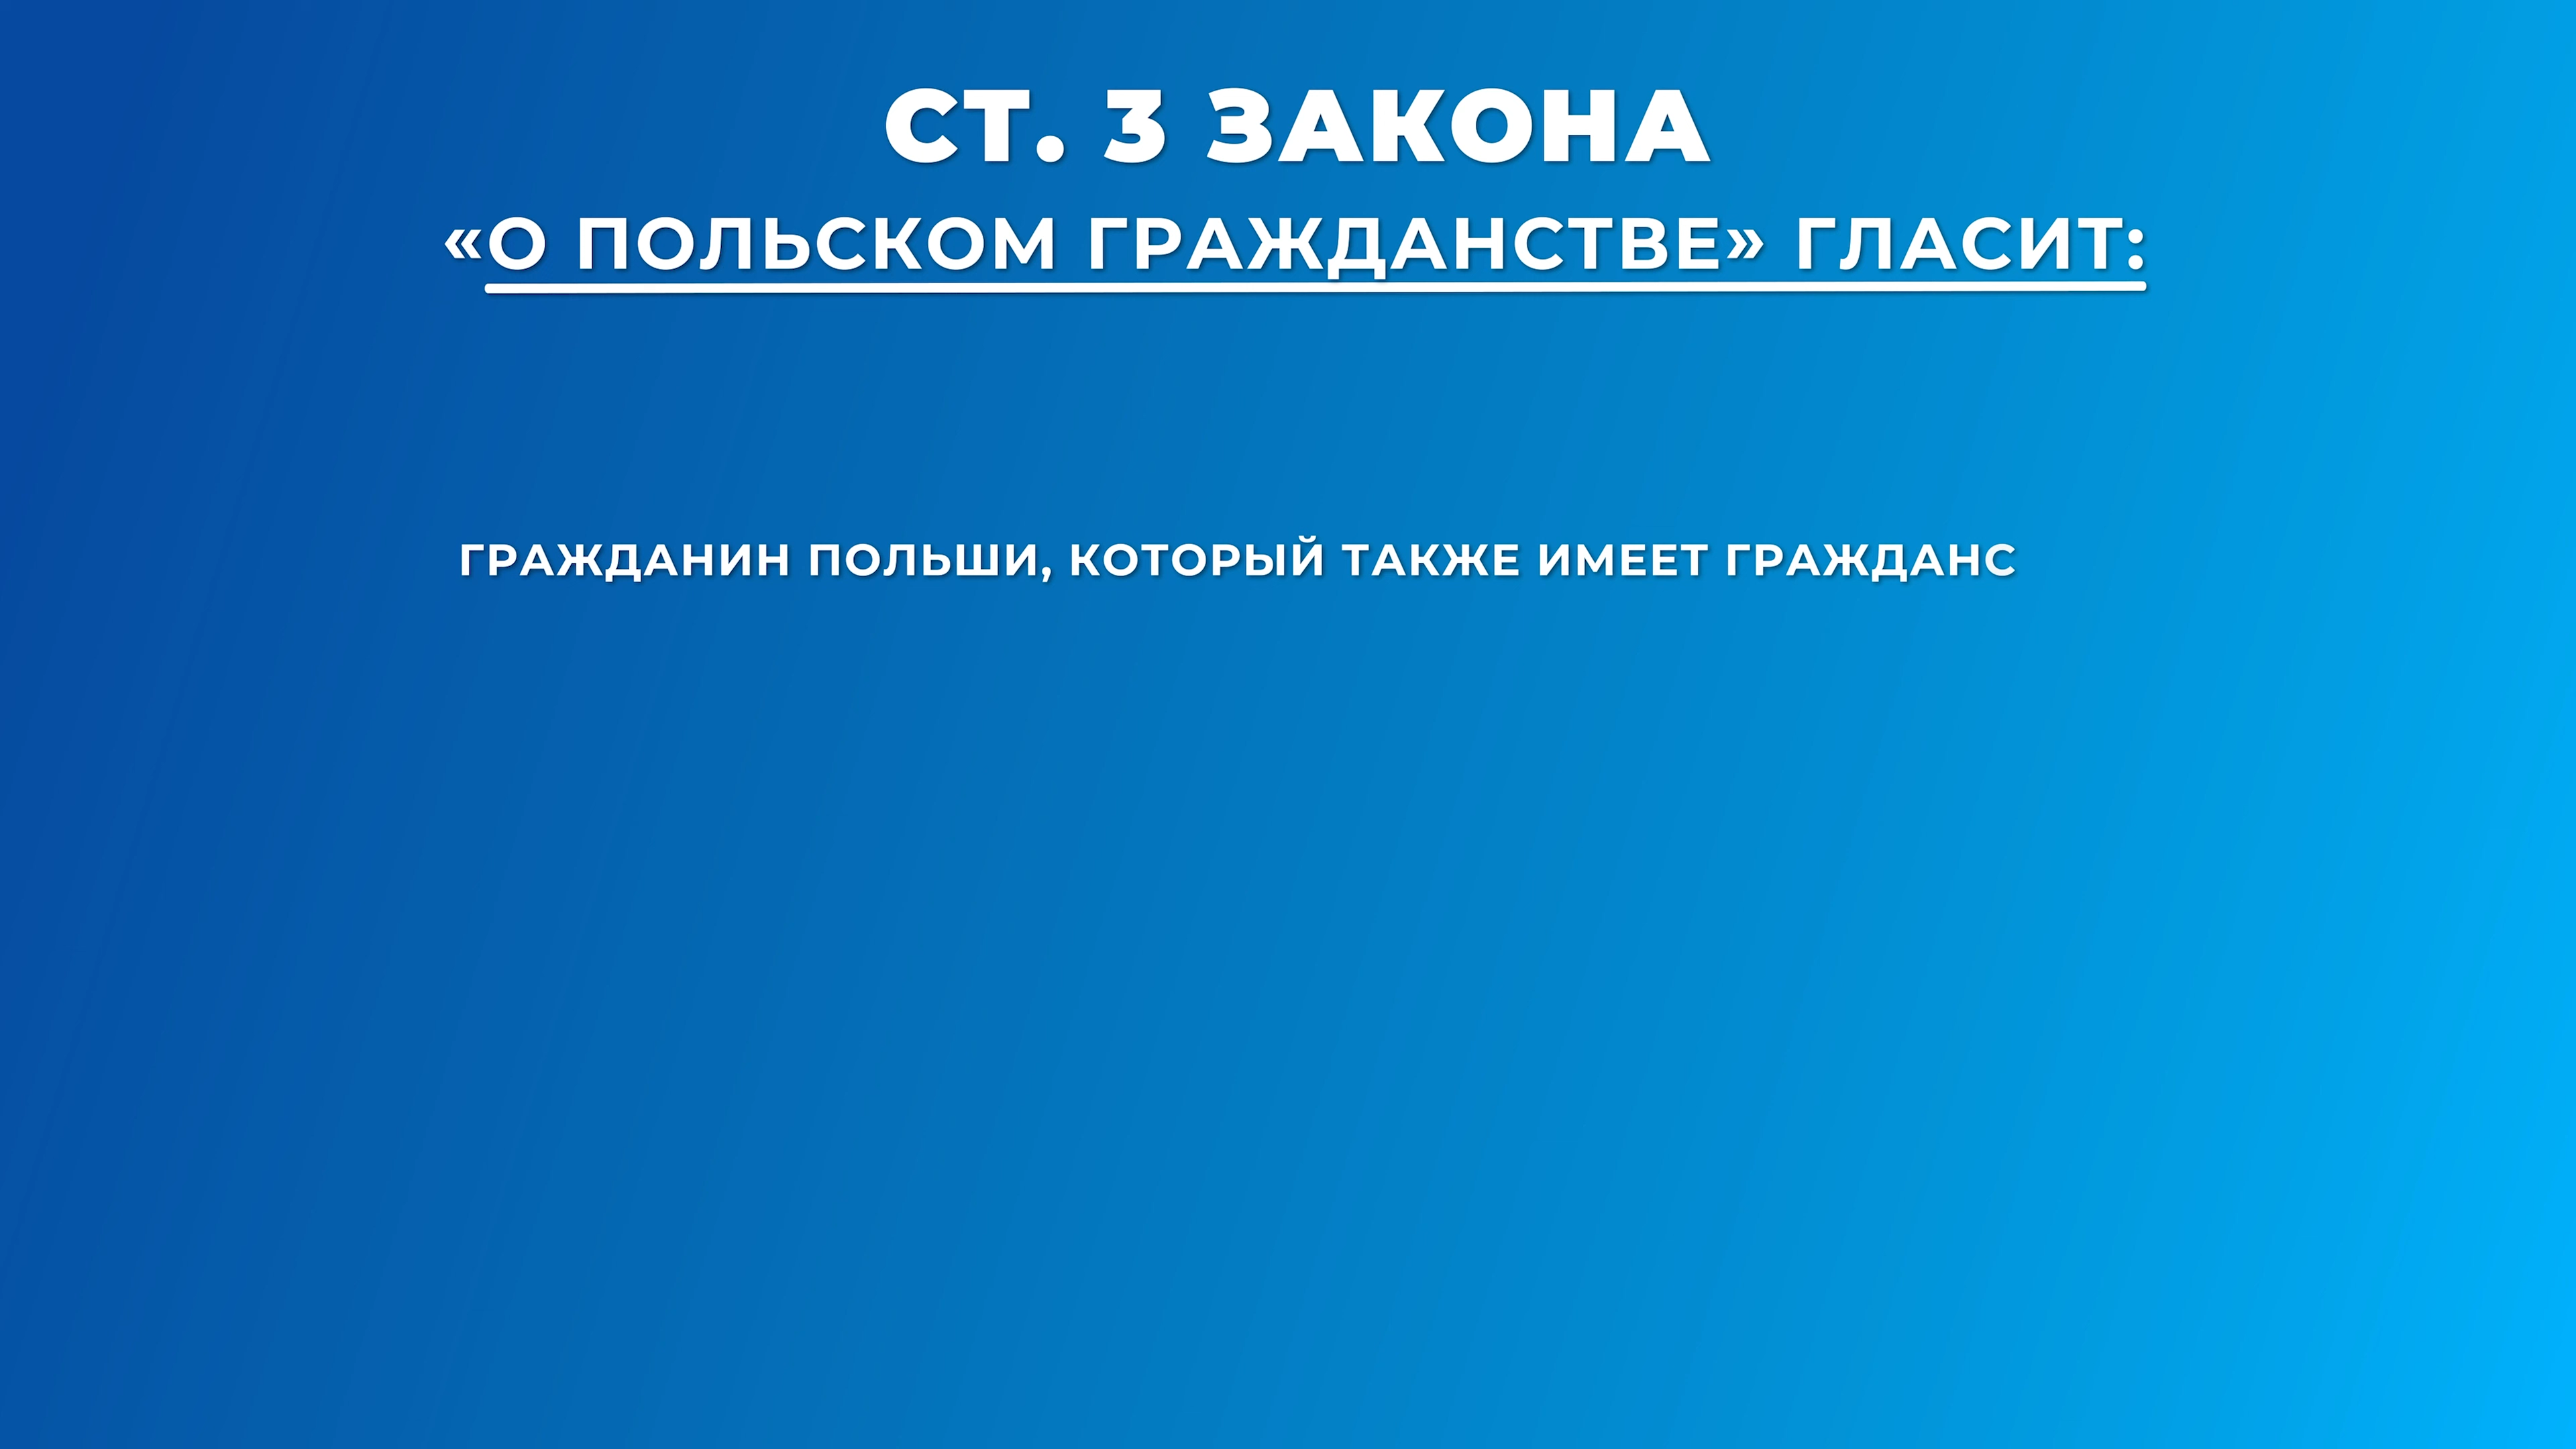 СТ. 3 ЗАКОНА
«О ПОЛЬСКОМ ГРАЖДАНСТВЕ» ГЛАСИТ:
ГРАЖДАНИН ПОЛЬШИ, КОТОРЫЙ ТАКЖЕ ИМЕЕТ ГРАЖДАНС